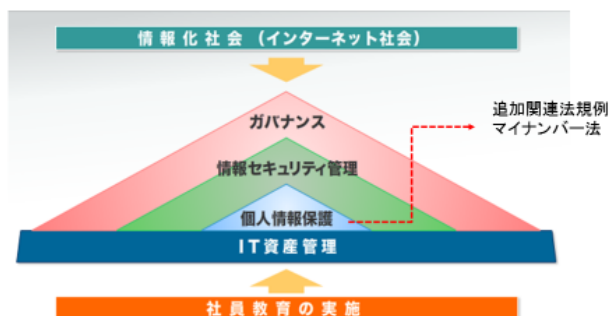 情報化社会（インターネット社会）
ガバナンス
追加関連法規例
マイナンバー法
情報セキュリティ管理
個人情報保護
IT資産管理
社員教育の実施